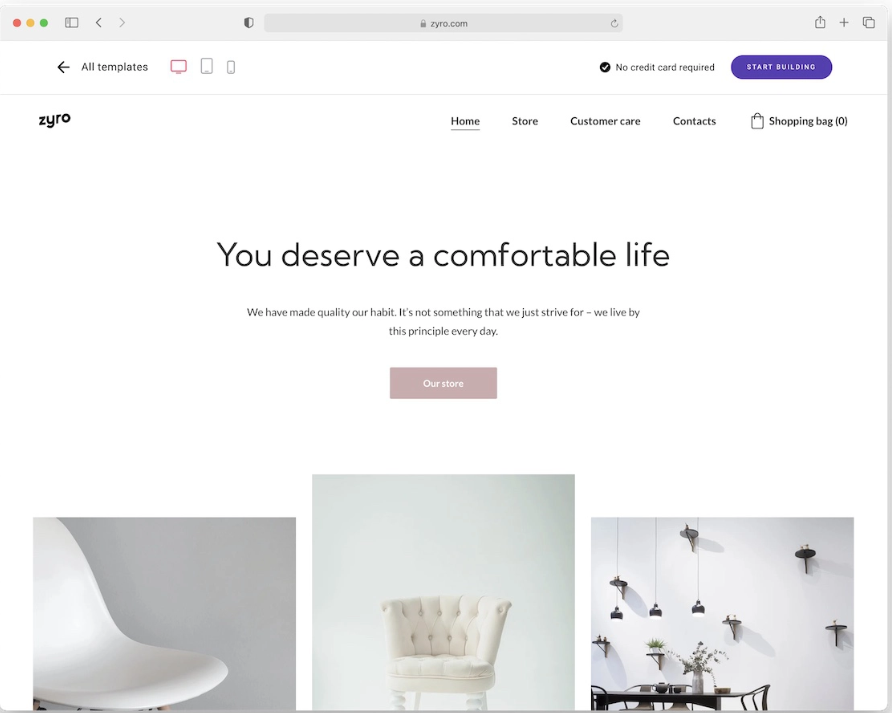 zyro.com
All templates
No credit card required
START BUILDING
zyro
Home
Store
Customer care
Contacts
Shopping bag (0)
You deserve a comfortable life
We have made quality our habit. It's not something that we just strive for – we live by
this principle every day.
Our store